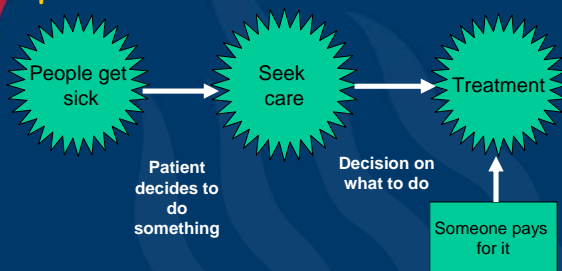 People get
sick
Seek
care
Treatment
Patient
decides to
do
something
Decision on
what to do
Someone pays
for it